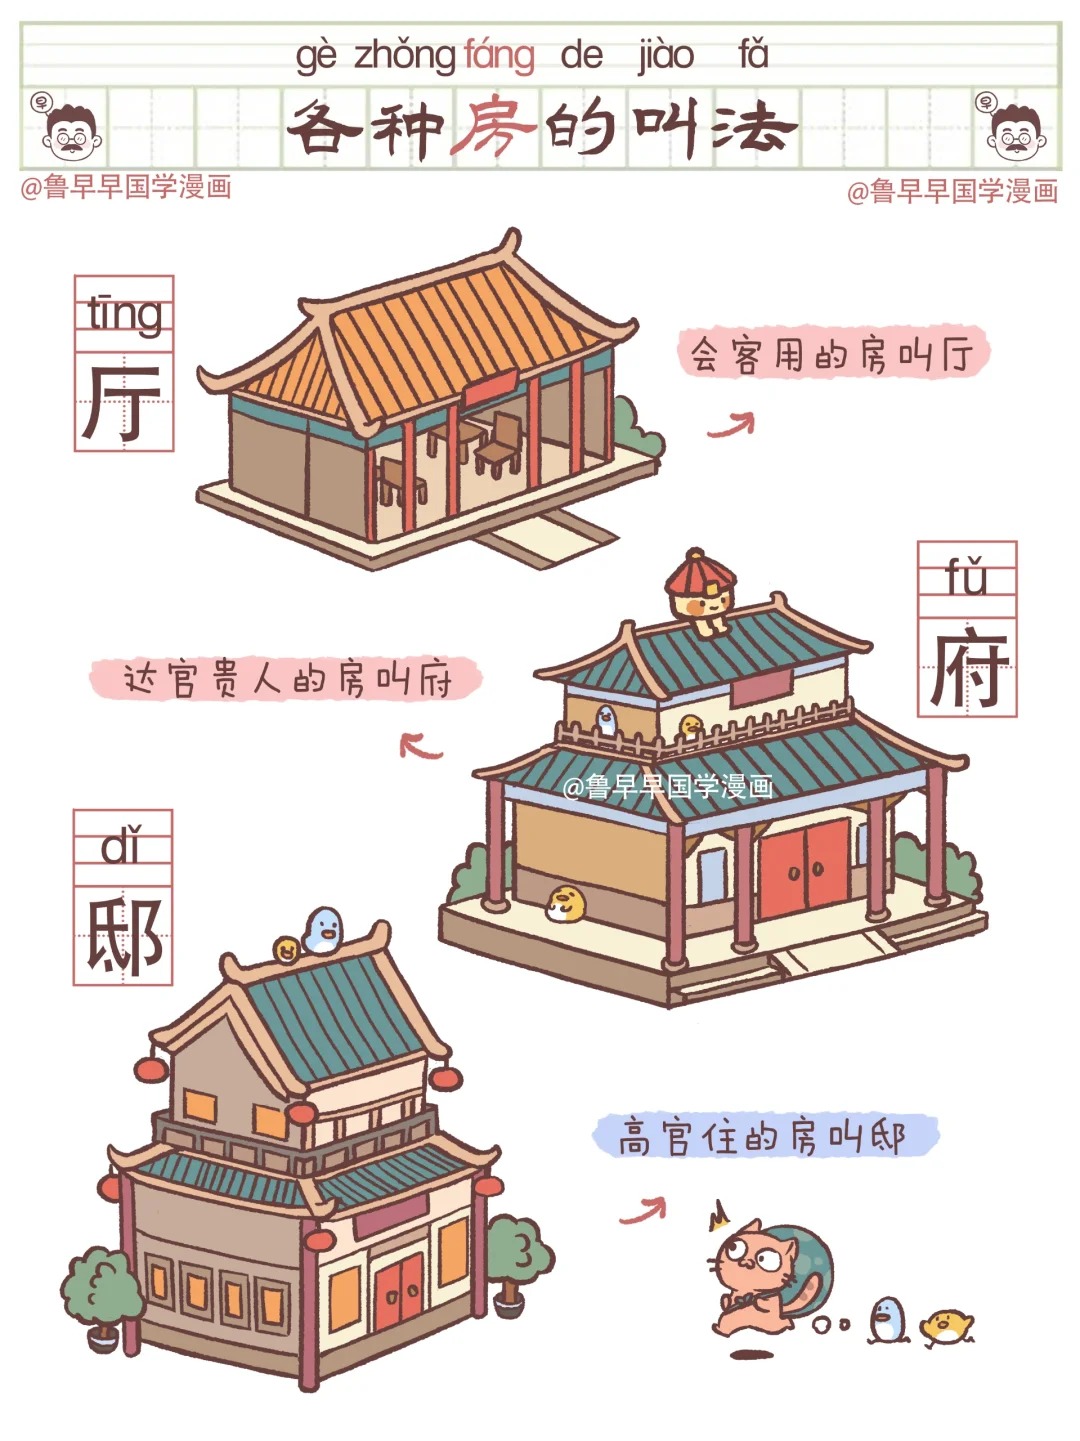 gè zhǒng fáng de jiào fǎ
早
早
各种房的叫法
@鲁早早国学漫画
@鲁早早国学漫画
tīng
厅
会客用的房叫厅
fǔ
府
达官贵人的房叫府
@鲁早早国学漫画
dǐ
邸
高官住的房叫邸